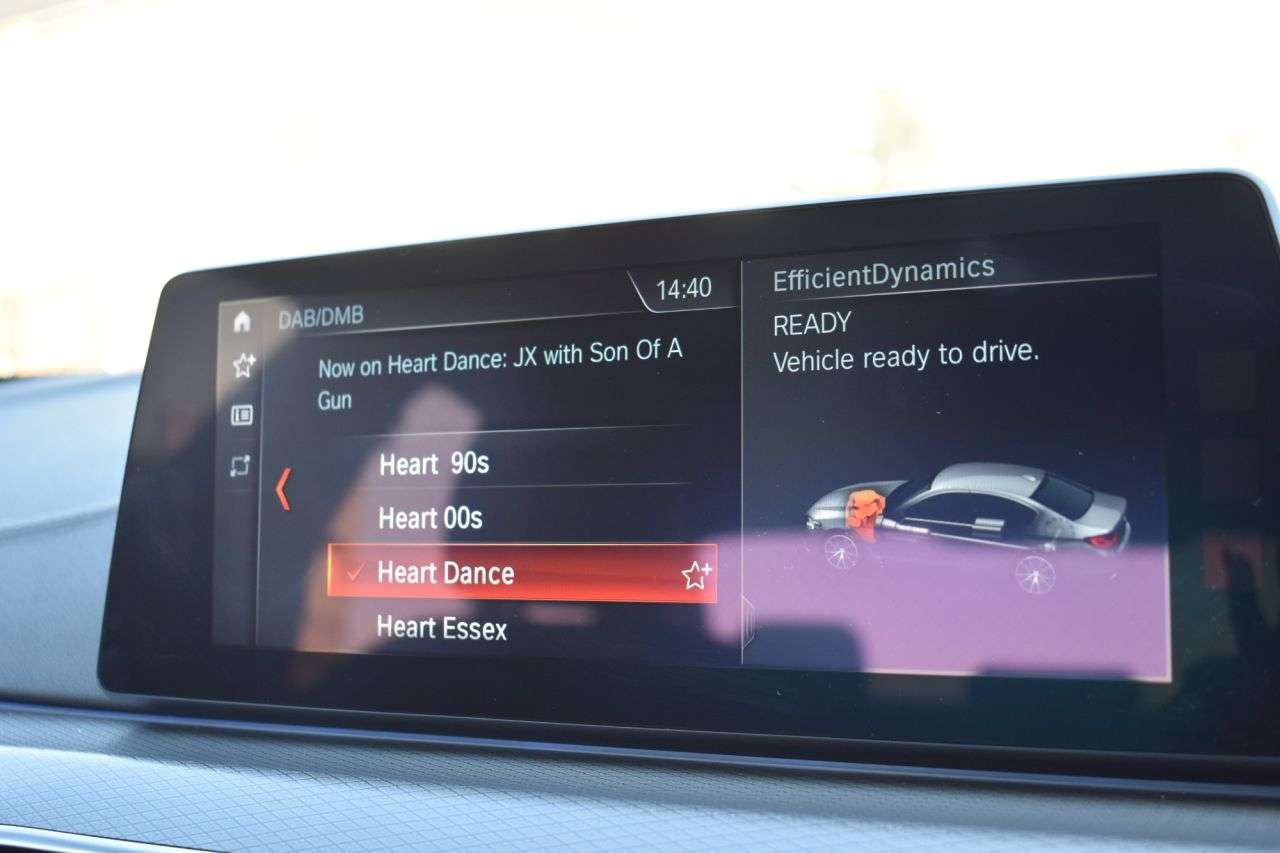 DAB/DMB
14:40
Now on Heart Dance: JX with Son Of A
Gun
Heart 90s
Heart 00s
Heart Dance
Heart Essex
EfficientDynamics
READY
Vehicle ready to drive.